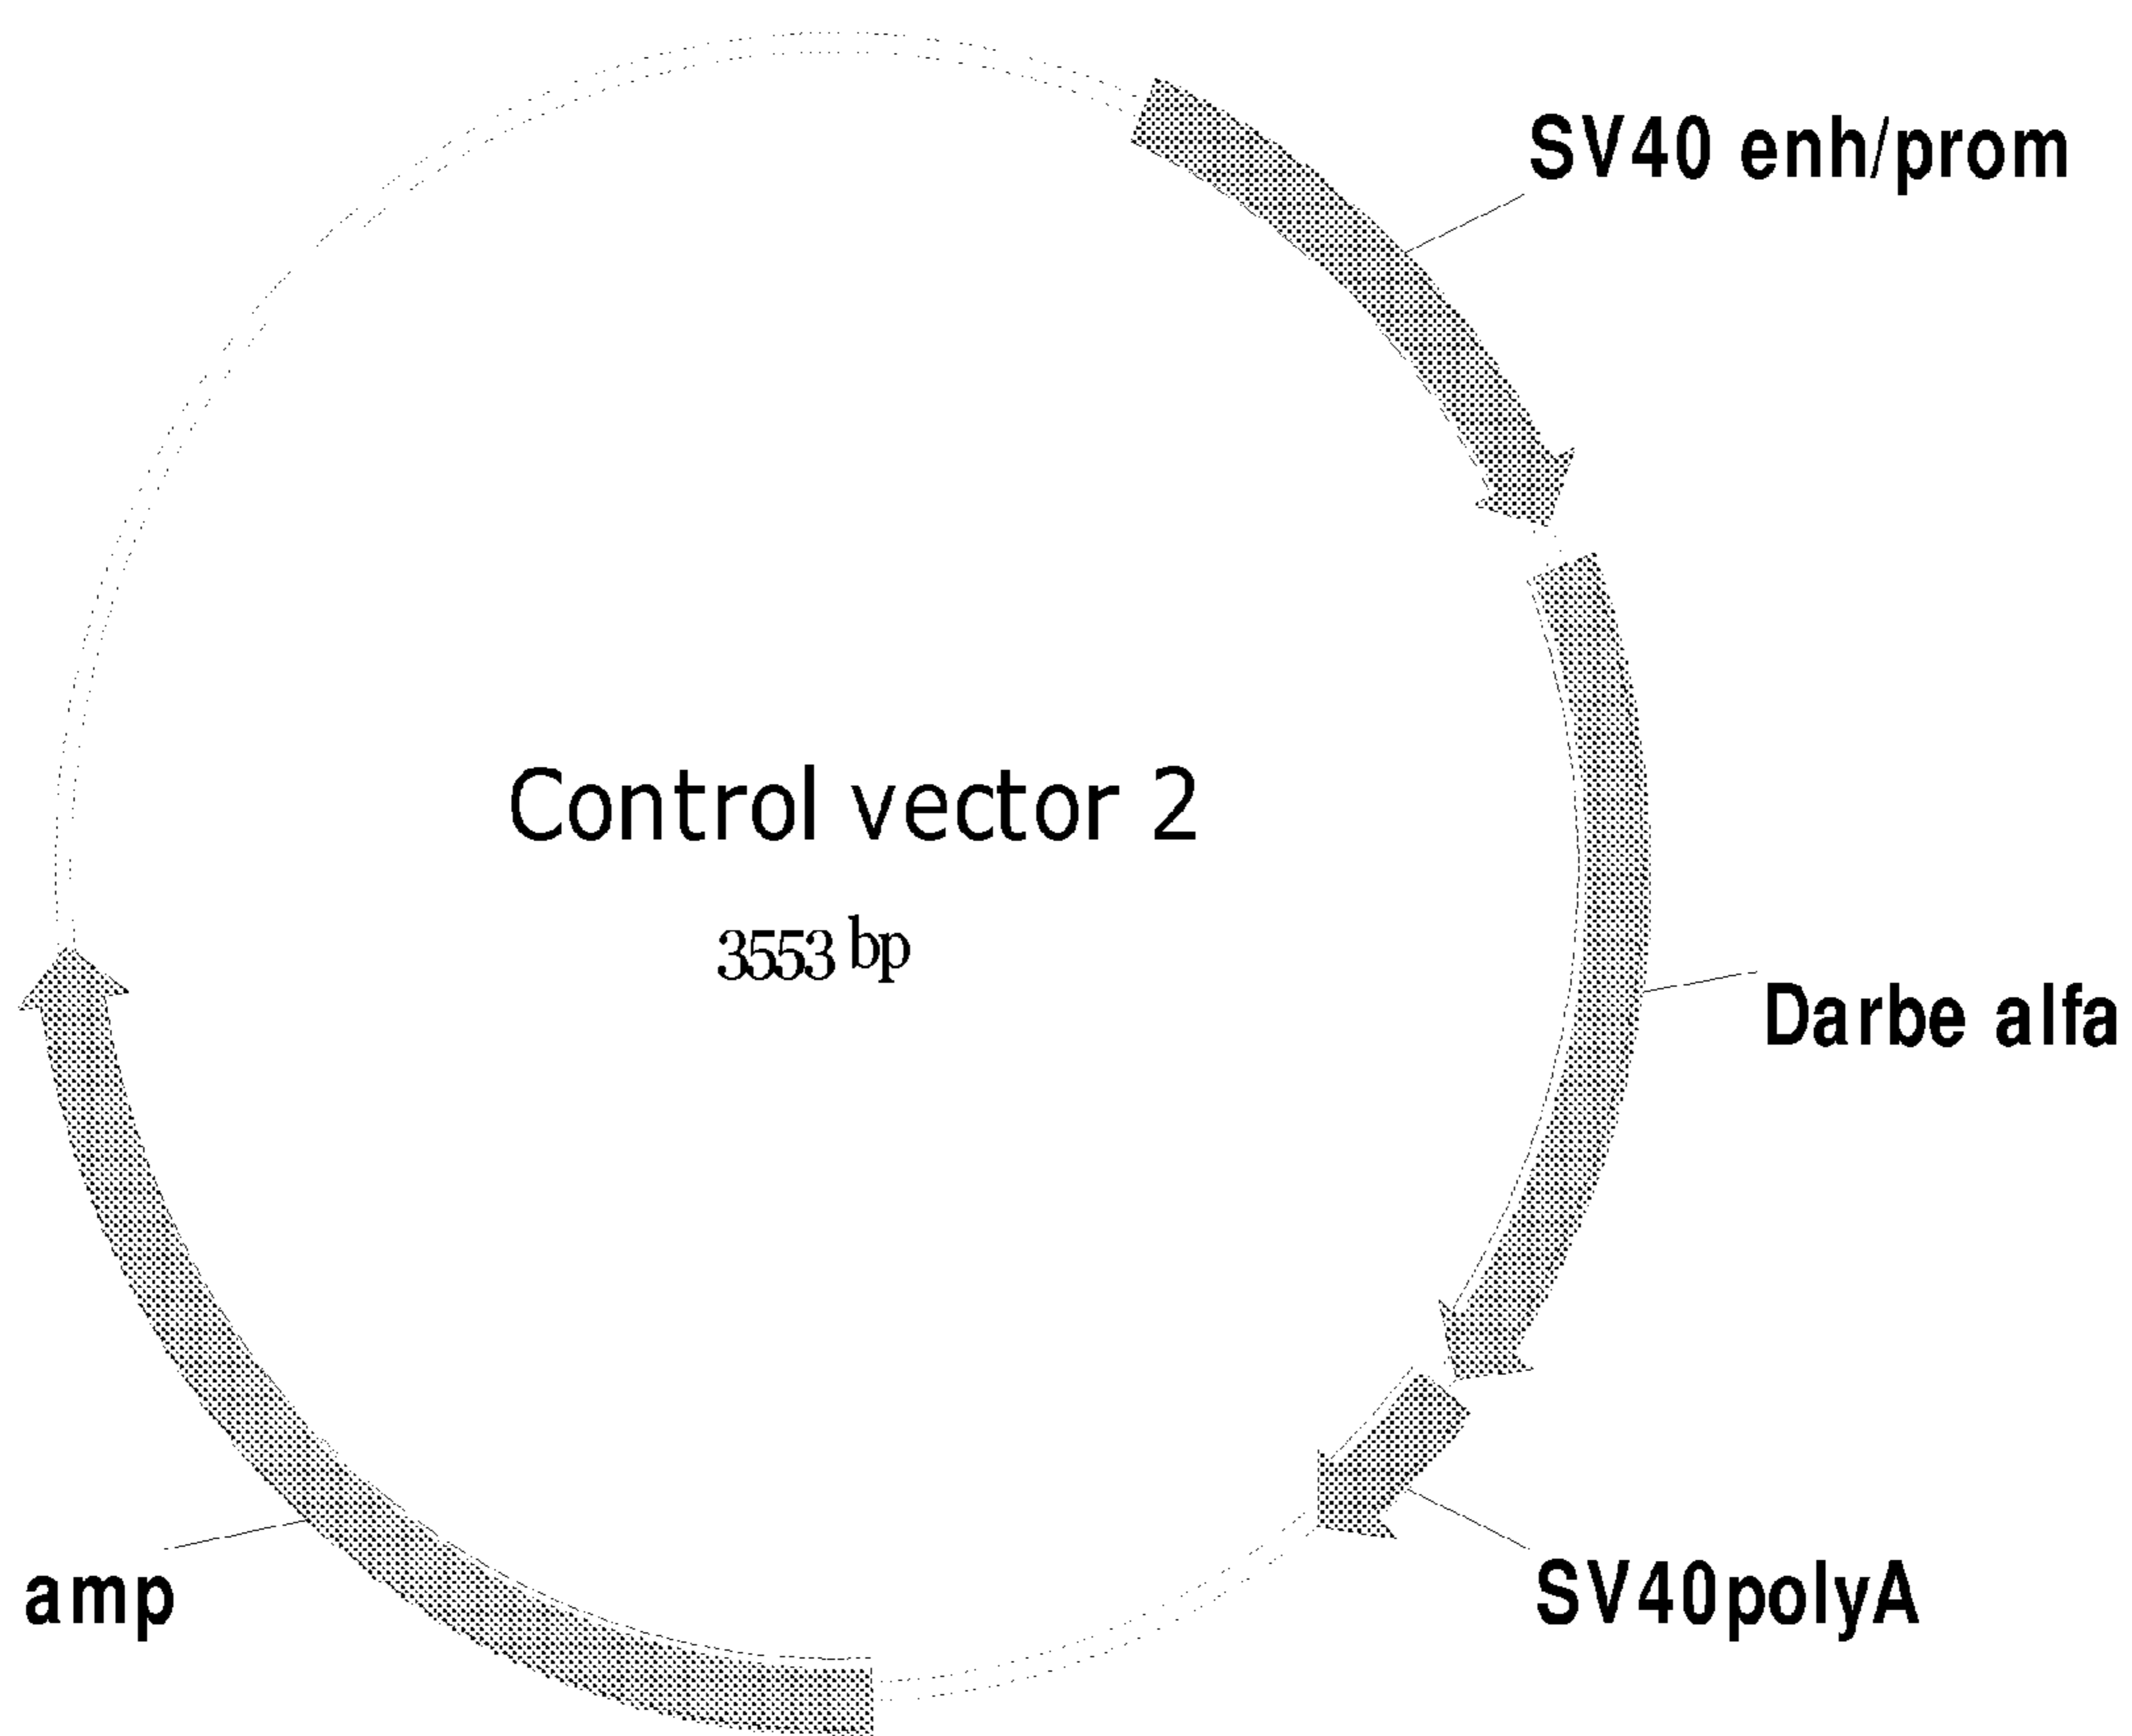 SV40 enh/prom
Control vector 2
3553 bp
Darbe alfa
amp
SV40polyA